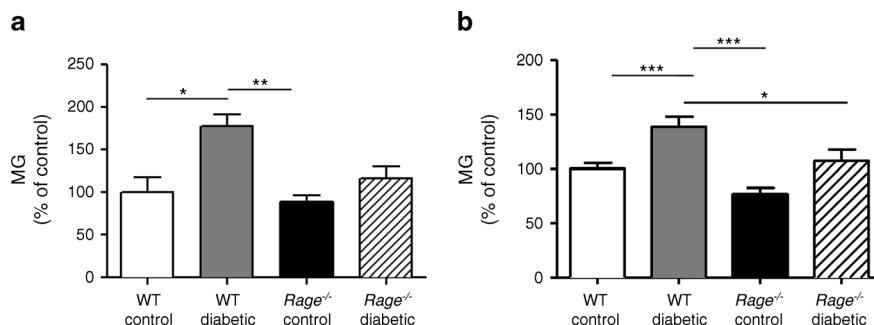 a
MG
(% of control)
250
200
150
100
50
0
*
**
WT
control
WT
diabetic
Rage-/-
control
Rage-/-
diabetic
b
MG
(% of control)
200
150
100
50
0
***
***
*
WT
control
WT
diabetic
Rage-/-
control
Rage-/-
diabetic